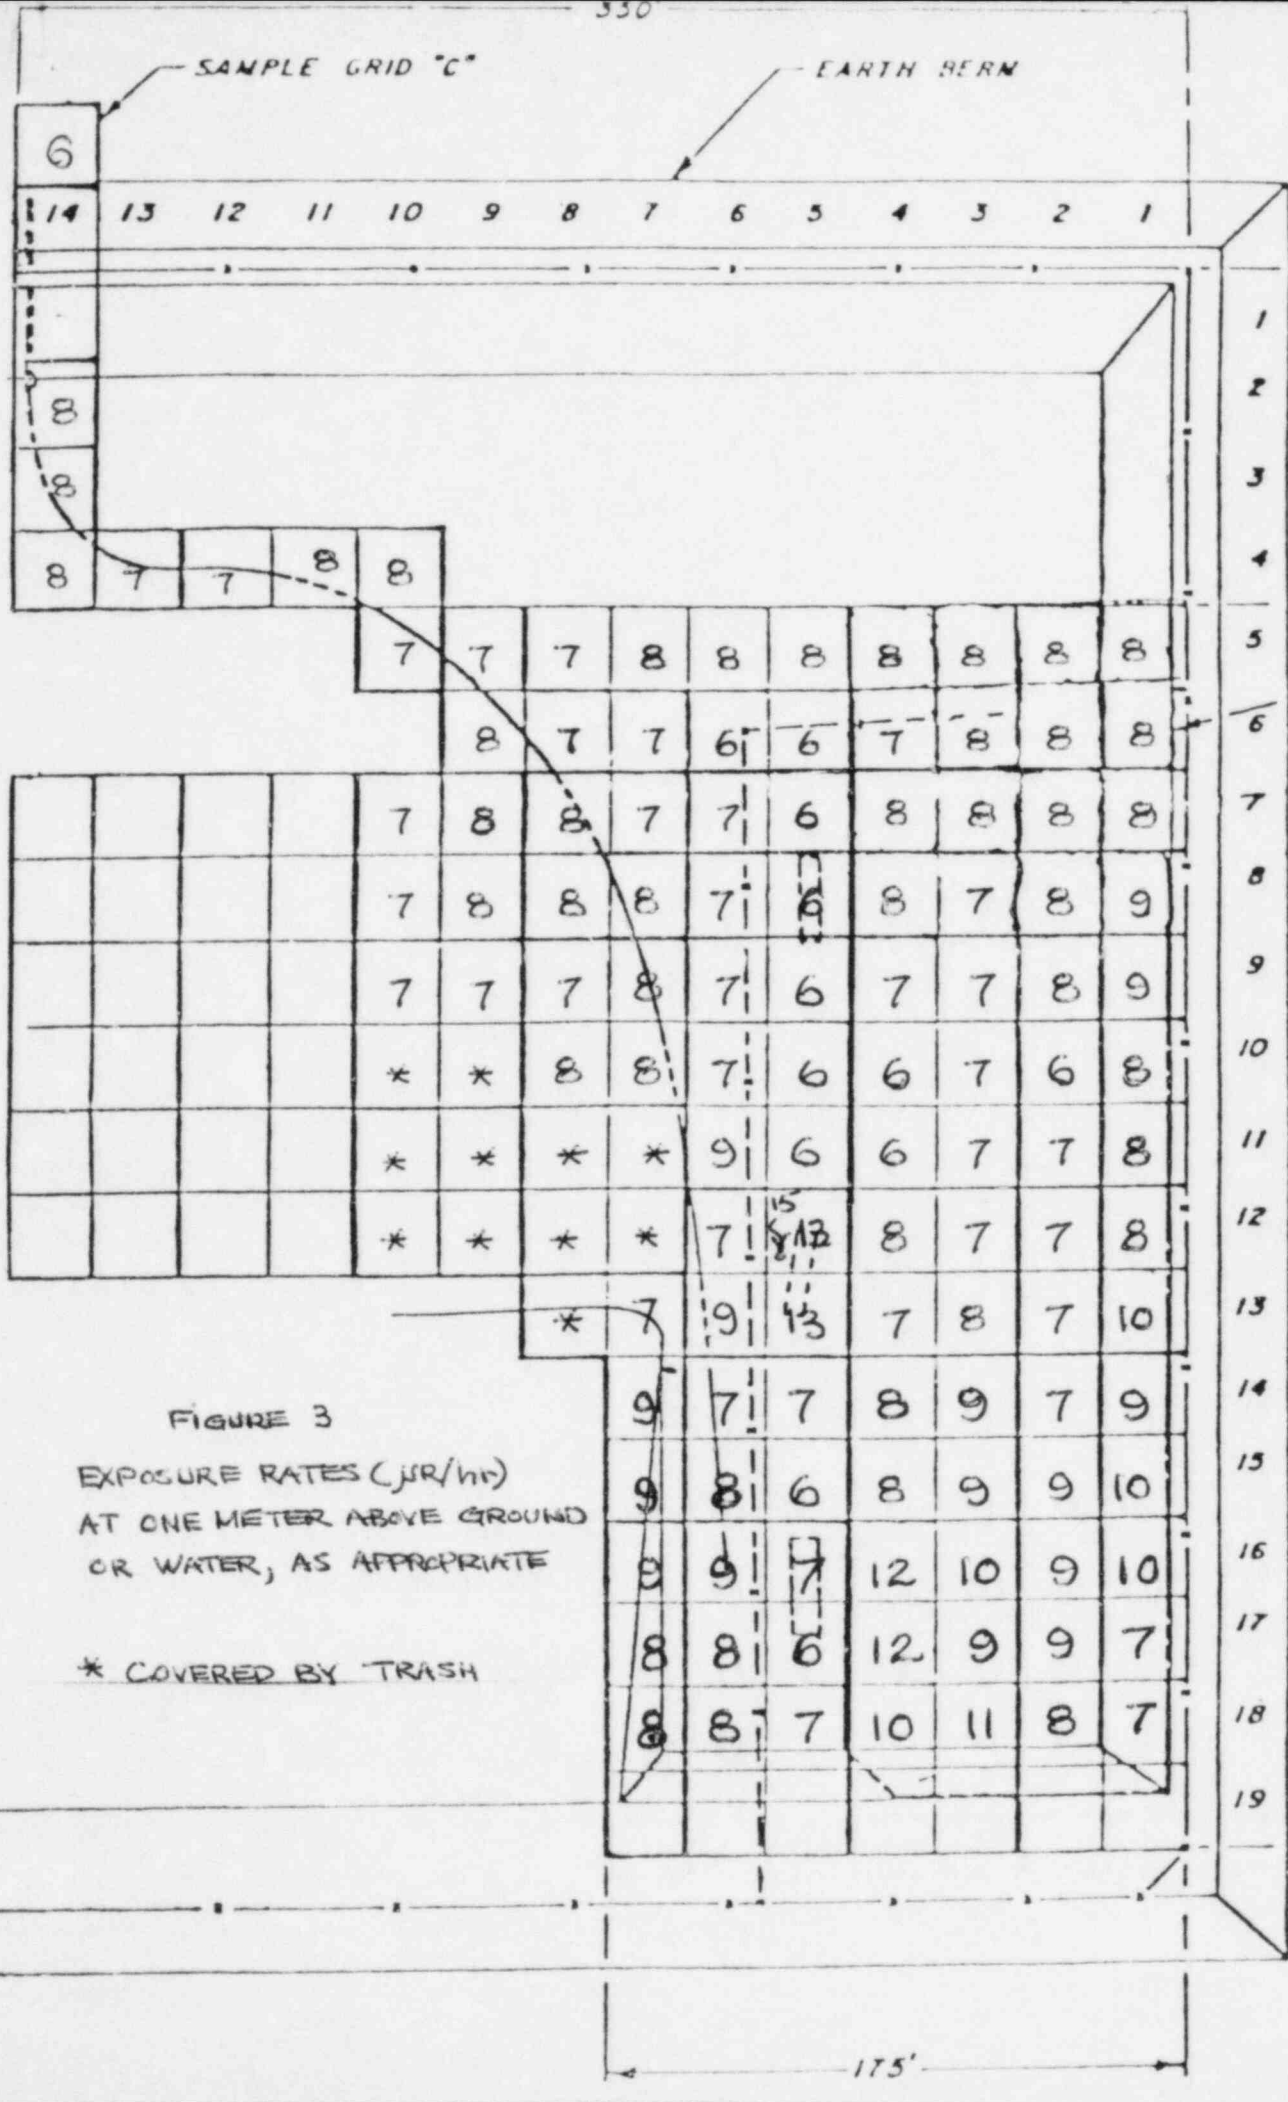 330'
SAMPLE GRID "C"
EARTH BERM
6
14 13 12 11 10 9 8 7 6 5 4 3 2 1
1
8 2
8 3
8 7 7 8 8 4
7 7 7 8 8 8 8 8 8 8 5
8 7 7 6 6 7 8 8 8 6
7 8 8 7 7 6 8 8 8 8 7
7 8 8 8 7 6 8 7 8 9 8
7 7 7 8 7 6 7 7 8 9 9
* * 8 8 7 6 6 7 6 8 10
* * * * 9 6 6 7 7 8 11
15
* * * * 7 8 7 7 8 12
* 7 9 13 7 8 7 10 13
9 7 7 8 9 7 9 14
9 8 6 8 9 9 10 15
9 9 7 12 10 9 10 16
8 8 6 12 9 9 7 17
8 8 7 10 11 8 7 18
19
FIGURE 3
EXPOSURE RATES (µR/hr)
AT ONE METER ABOVE GROUND
OR WATER, AS APPROPRIATE
* COVERED BY TRASH
175'